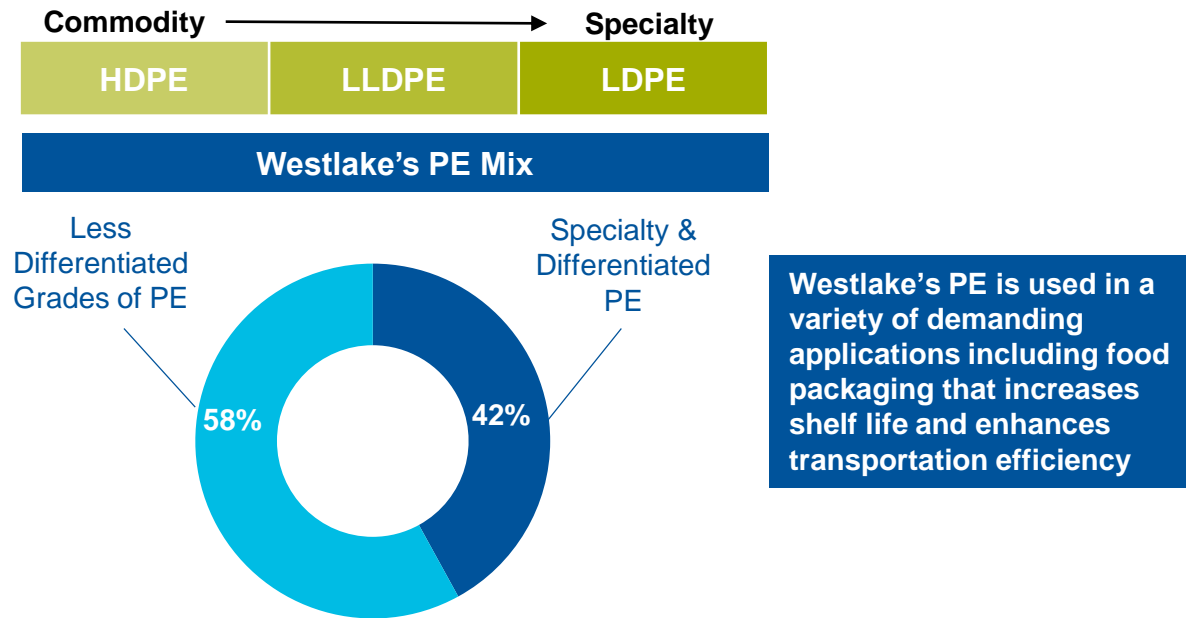 Commodity
Specialty
HDPE
LLDPE
LDPE
Westlake’s PE Mix
Less
Differentiated
Grades of PE
Specialty &
Differentiated
PE
58%
42%
Westlake’s PE is used in a
variety of demanding
applications including food
packaging that increases
shelf life and enhances
transportation efficiency